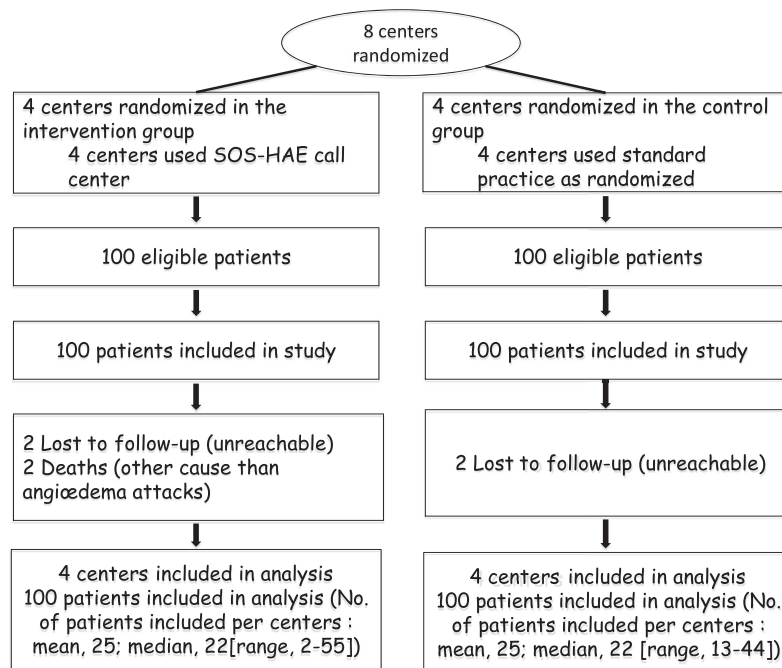 8 centers
randomized
4 centers randomized in the
intervention group
4 centers used SOS-HAE call
center
4 centers randomized in the control
group
4 centers used standard
practice as randomized
100 eligible patients
100 eligible patients
100 patients included in study
100 patients included in study
2 Lost to follow-up (unreachable)
2 Deaths (other cause than
angiœdema attacks)
2 Lost to follow-up (unreachable)
4 centers included in analysis
100 patients included in analysis (No.
of patients included per centers :
mean, 25; median, 22[range, 2-55])
4 centers included in analysis
100 patients included in analysis (No.
of patients included per centers :
mean, 25; median, 22 [range, 13-44])